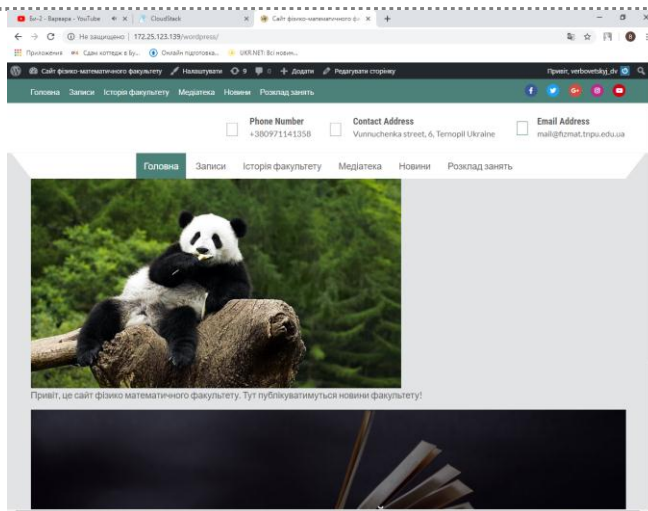 Би-2 - Варвара - YouTube
CloudStack
Сайт фізико-математичного ф
Не защищено | 172.25.123.139/wordpress/
Приложения Сдам коттедж в Бу... Онлайн підготовка... UKR.NET: Всі новин...
Сайт фізико-математичного факультету Налаштувати 9 0 Додати Редагувати сторінку Привіт, verbovetskyj_dv
Головна Записи Історія факультету Медіатека Новини Розклад занять
Phone Number Contact Address Email Address
+380971141358 Vunnuchenka street, 6, Ternopil Ukraine mail@fizmat.tnpu.edu.ua
Головна Записи Історія факультету Медіатека Новини Розклад занять
Привіт, це сайт фізико математичного факультету. Тут публікуватимуться новини факультету!